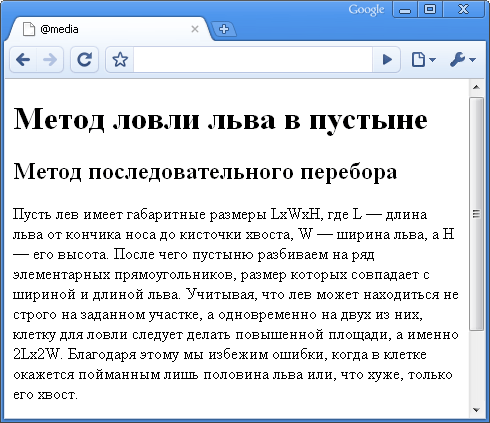 Google
@media
Метод ловли льва в пустыне
Метод последовательного перебора
Пусть лев имеет габаритные размеры LxWxH, где L — длина
льва от кончика носа до кисточки хвоста, W — ширина льва, а H
— его высота. После чего пустыню разбиваем на ряд
элементарных прямоугольников, размер которых совпадает с
шириной и длиной льва. Учитывая, что лев может находиться не
строго на заданном участке, а одновременно на двух из них,
клетку для ловли следует делать повышенной площади, а именно
2Lx2W. Благодаря этому мы избежим ошибки, когда в клетке
окажется пойманным лишь половина льва или, что хуже, только
его хвост.